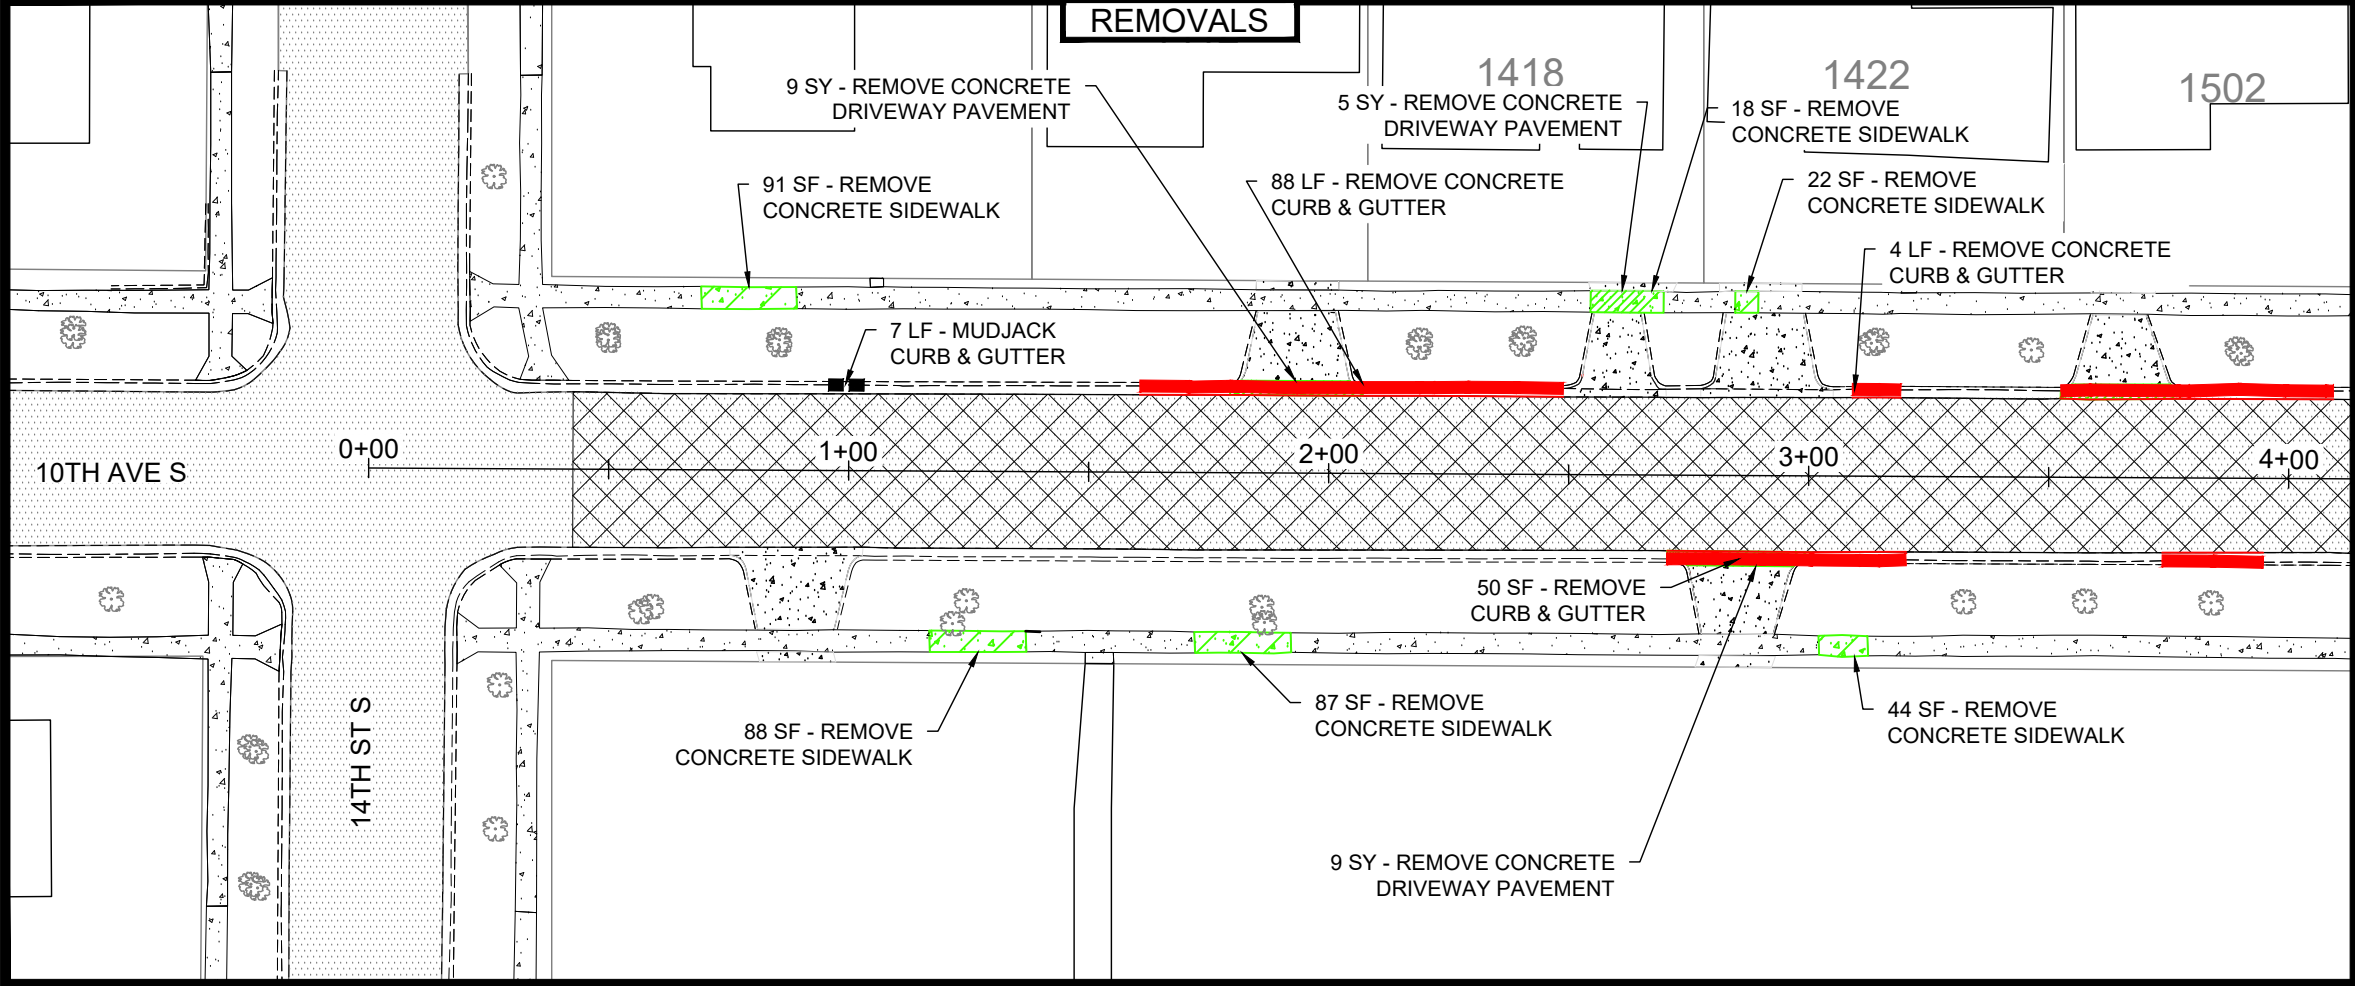 REMOVALS
9 SY - REMOVE CONCRETE
DRIVEWAY PAVEMENT
1418
1422
1502
5 SY - REMOVE CONCRETE
DRIVEWAY PAVEMENT
18 SF - REMOVE
CONCRETE SIDEWALK
91 SF - REMOVE
CONCRETE SIDEWALK
88 LF - REMOVE CONCRETE
CURB & GUTTER
22 SF - REMOVE
CONCRETE SIDEWALK
4 LF - REMOVE CONCRETE
CURB & GUTTER
7 LF - MUDJACK
CURB & GUTTER
0+00
1+00
2+00
3+00
4+00
10TH AVE S
50 SF - REMOVE
CURB & GUTTER
14TH ST S
88 SF - REMOVE
CONCRETE SIDEWALK
87 SF - REMOVE
CONCRETE SIDEWALK
44 SF - REMOVE
CONCRETE SIDEWALK
9 SY - REMOVE CONCRETE
DRIVEWAY PAVEMENT